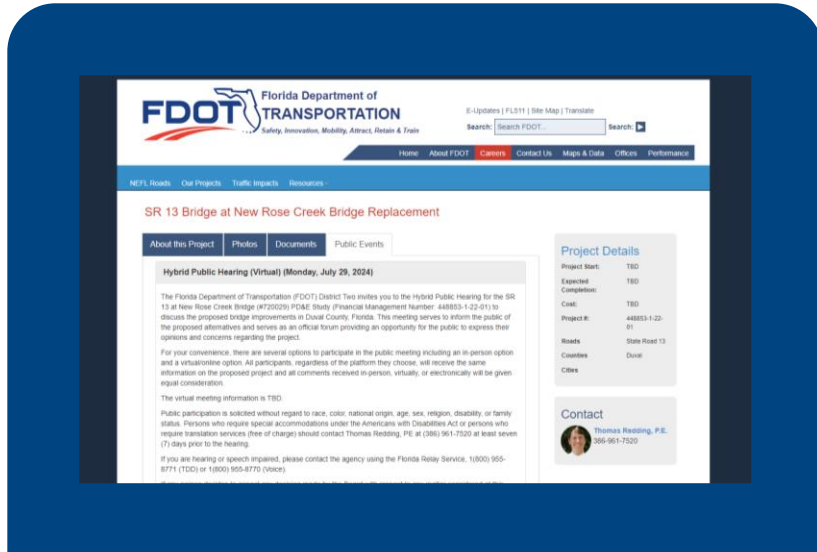 FDOT
Florida Department of
TRANSPORTATION
Safety, Innovation, Mobility, Attract, Retain & Train
E-Updates | FL511 | Site Map | Translate
Search: Search FDOT... Search:
Home About FDOT Careers Contact Us Maps & Data Offices Performance
NEFL Roads Our Projects Traffic Impacts Resources
SR 13 Bridge at New Rose Creek Bridge Replacement
About this Project Photos Documents Public Events
Hybrid Public Hearing (Virtual) (Monday, July 29, 2024)
The Florida Department of Transportation (FDOT) District Two invites you to the Hybrid Public Hearing for the SR
13 at New Rose Creek Bridge (#720029) PD&E Study (Financial Management Number: 448853-1-22-01) to
discuss the proposed bridge improvements in Duval County, Florida. This meeting serves to inform the public of
the proposed alternatives and serves as an official forum providing an opportunity for the public to express their
opinions and concerns regarding the project.
For your convenience, there are several options to participate in the public meeting including an in-person option
and a virtual/online option. All participants, regardless of the platform they choose, will receive the same
information on the proposed project and all comments received in-person, virtually, or electronically will be given
equal consideration.
The virtual meeting information is TBD.
Public participation is solicited without regard to race, color, national origin, age, sex, religion, disability, or family
status. Persons who require special accommodations under the Americans with Disabilities Act or persons who
require translation services (free of charge) should contact Thomas Redding, PE at (386) 961-7520 at least seven
(7) days prior to the hearing.
If you are hearing or speech impaired, please contact the agency using the Florida Relay Service, 1(800) 955-
8771 (TDD) or 1(800) 955-8770 (Voice).
Project Details
Project Start: TBD
Expected
Completion: TBD
Cost: TBD
Project #: 448853-1-22-
01
Roads State Road 13
Counties Duval
Cities
Contact
Thomas Redding, P.E.
386-961-7520